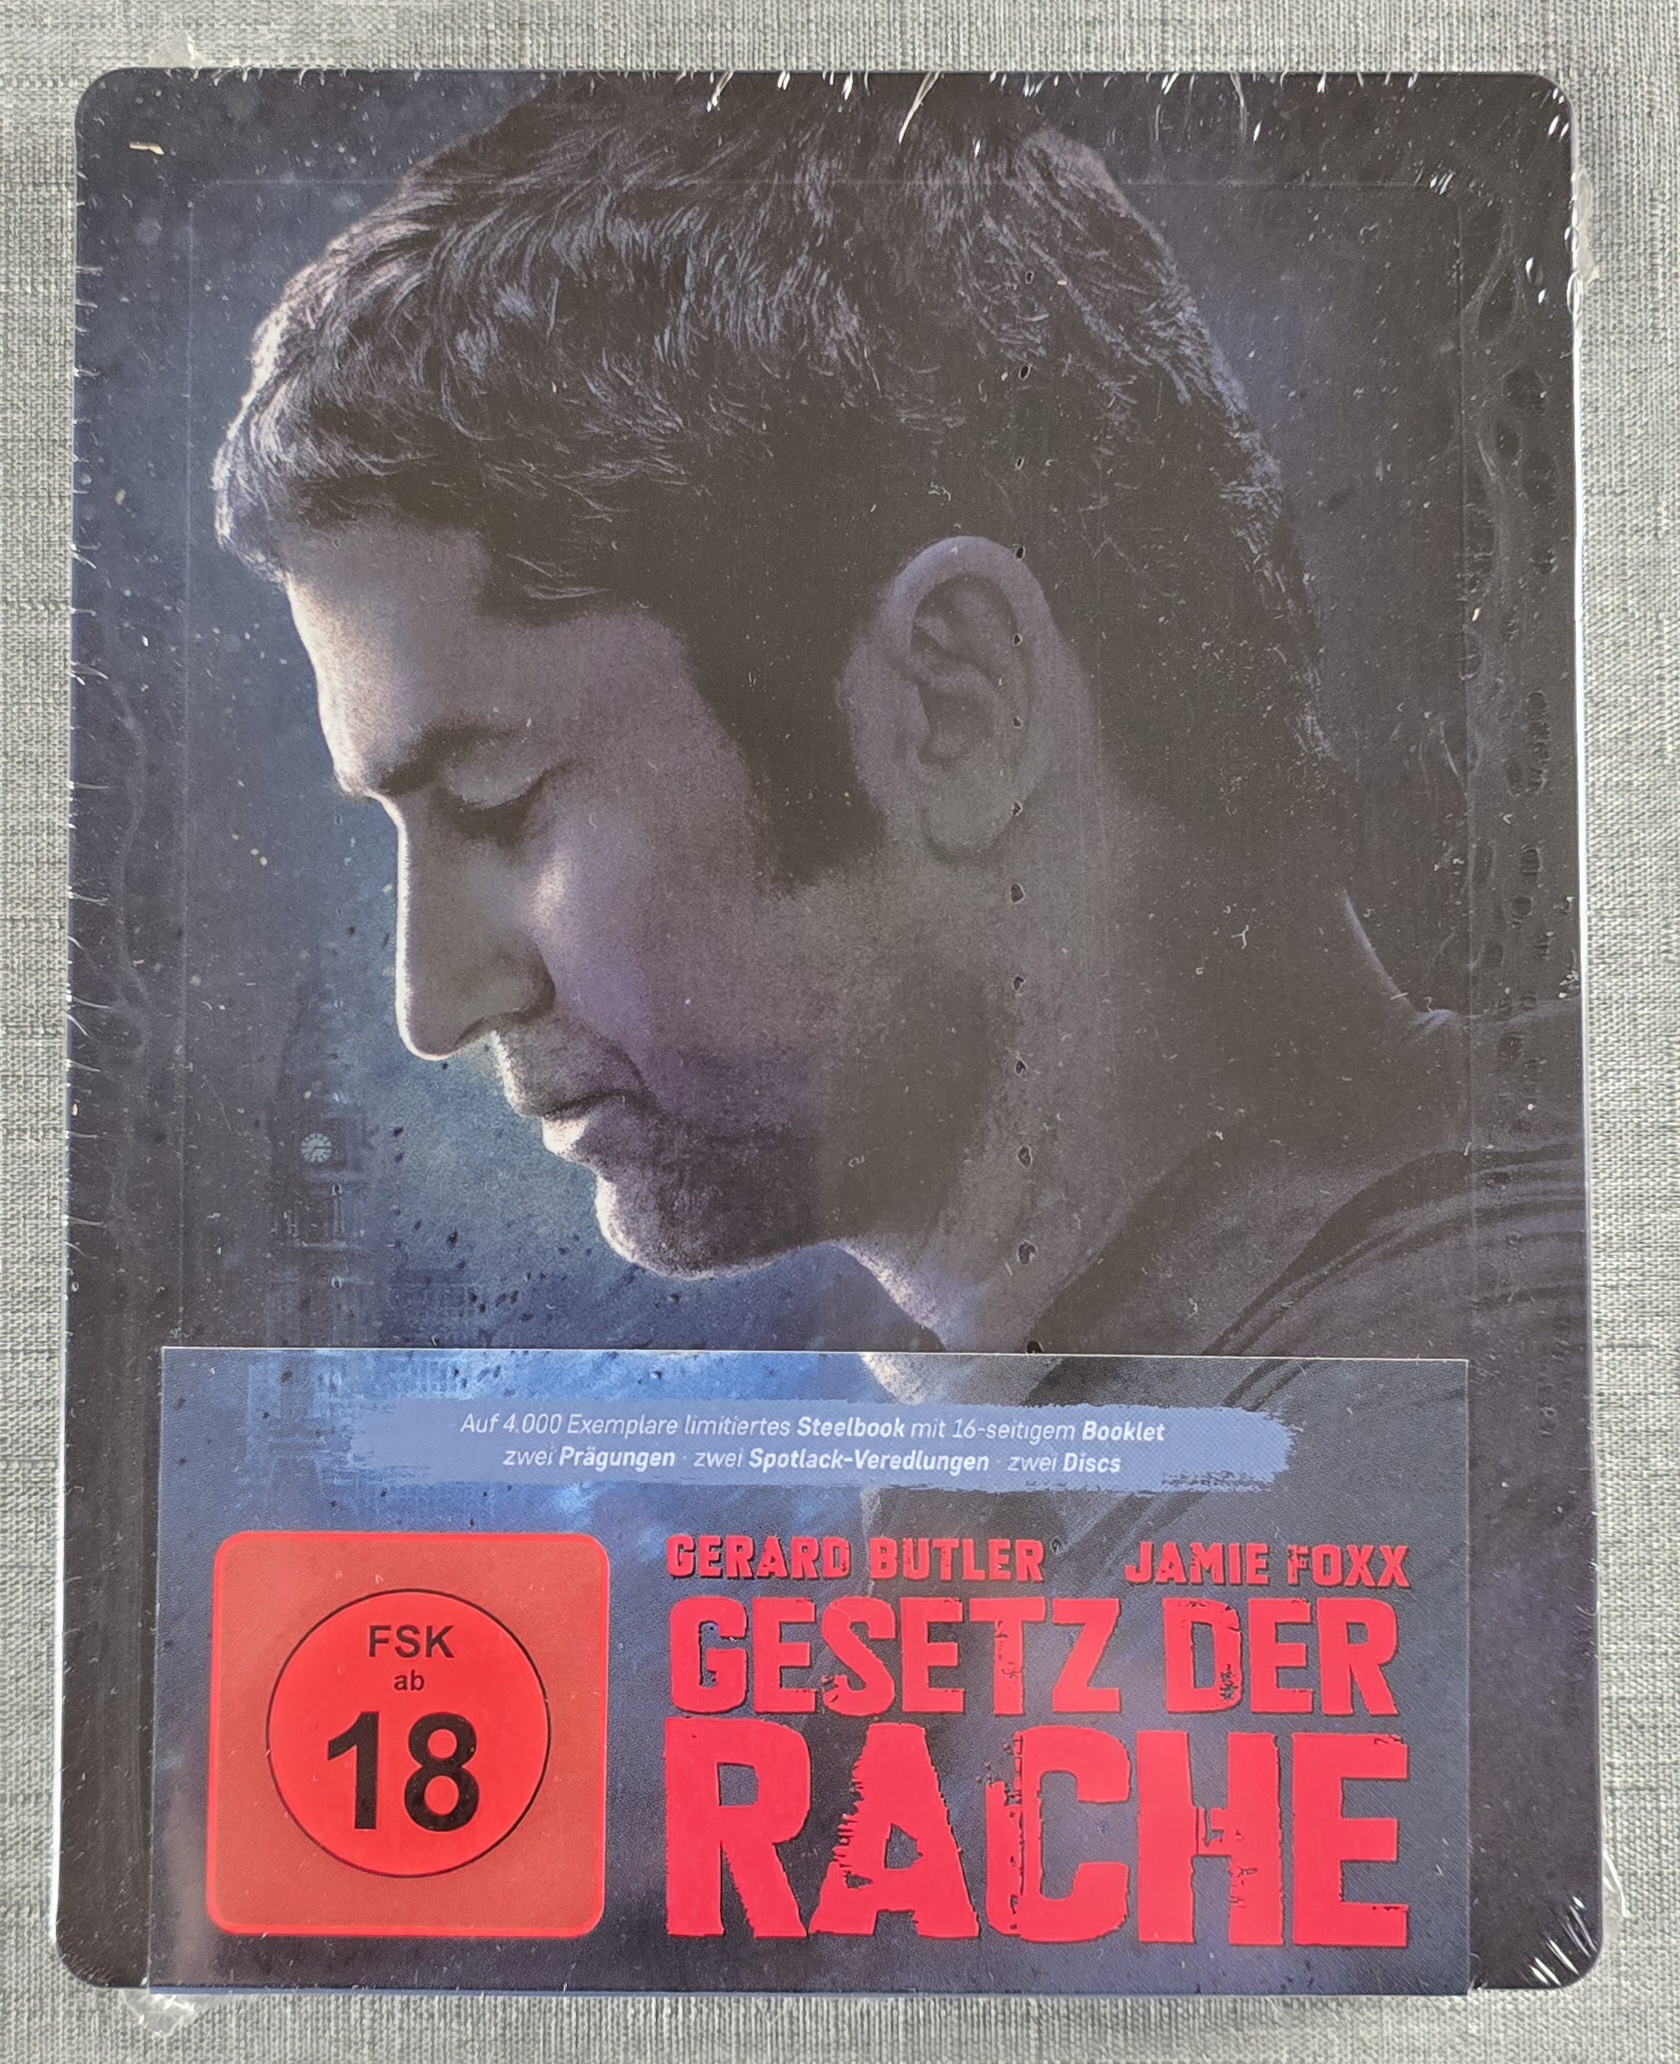 Auf 4.000 Exemplare limitiertes Steelbook mit 16-seitigem Booklet
zwei Prägungen · zwei Spotlack-Veredlungen · zwei Discs
FSK
ab
18
GERARD BUTLER JAMIE FOXX
GESETZ DER
RACHE